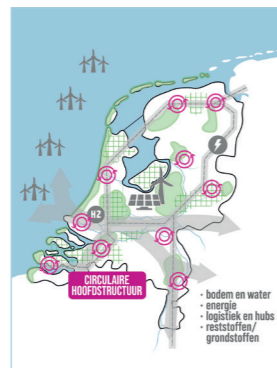 H2
CIRCULAIRE
HOOFDSTRUCTUUR
• bodem en water
• energie
• logistiek en hubs
• reststoffen/
grondstoffen